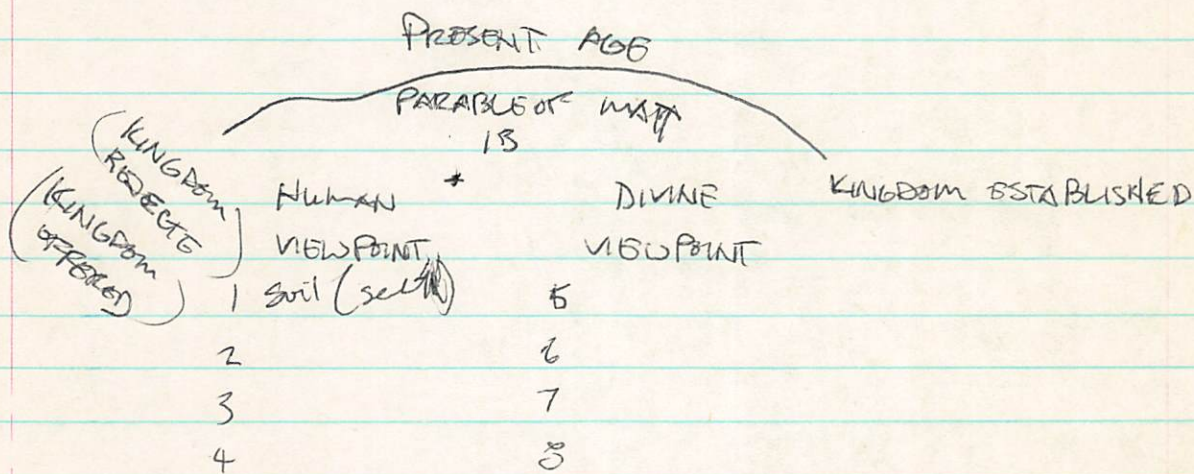 PRESENT AGE
PARABLE OF MATT
13
(KINGDOM
REJECTE
(KINGDOM
OFFERED)
HUMAN * DIVINE KINGDOM ESTABLISHED
VIEWPOINT VIEWPOINT
1 Soil 5
2 6
3 7
4 8